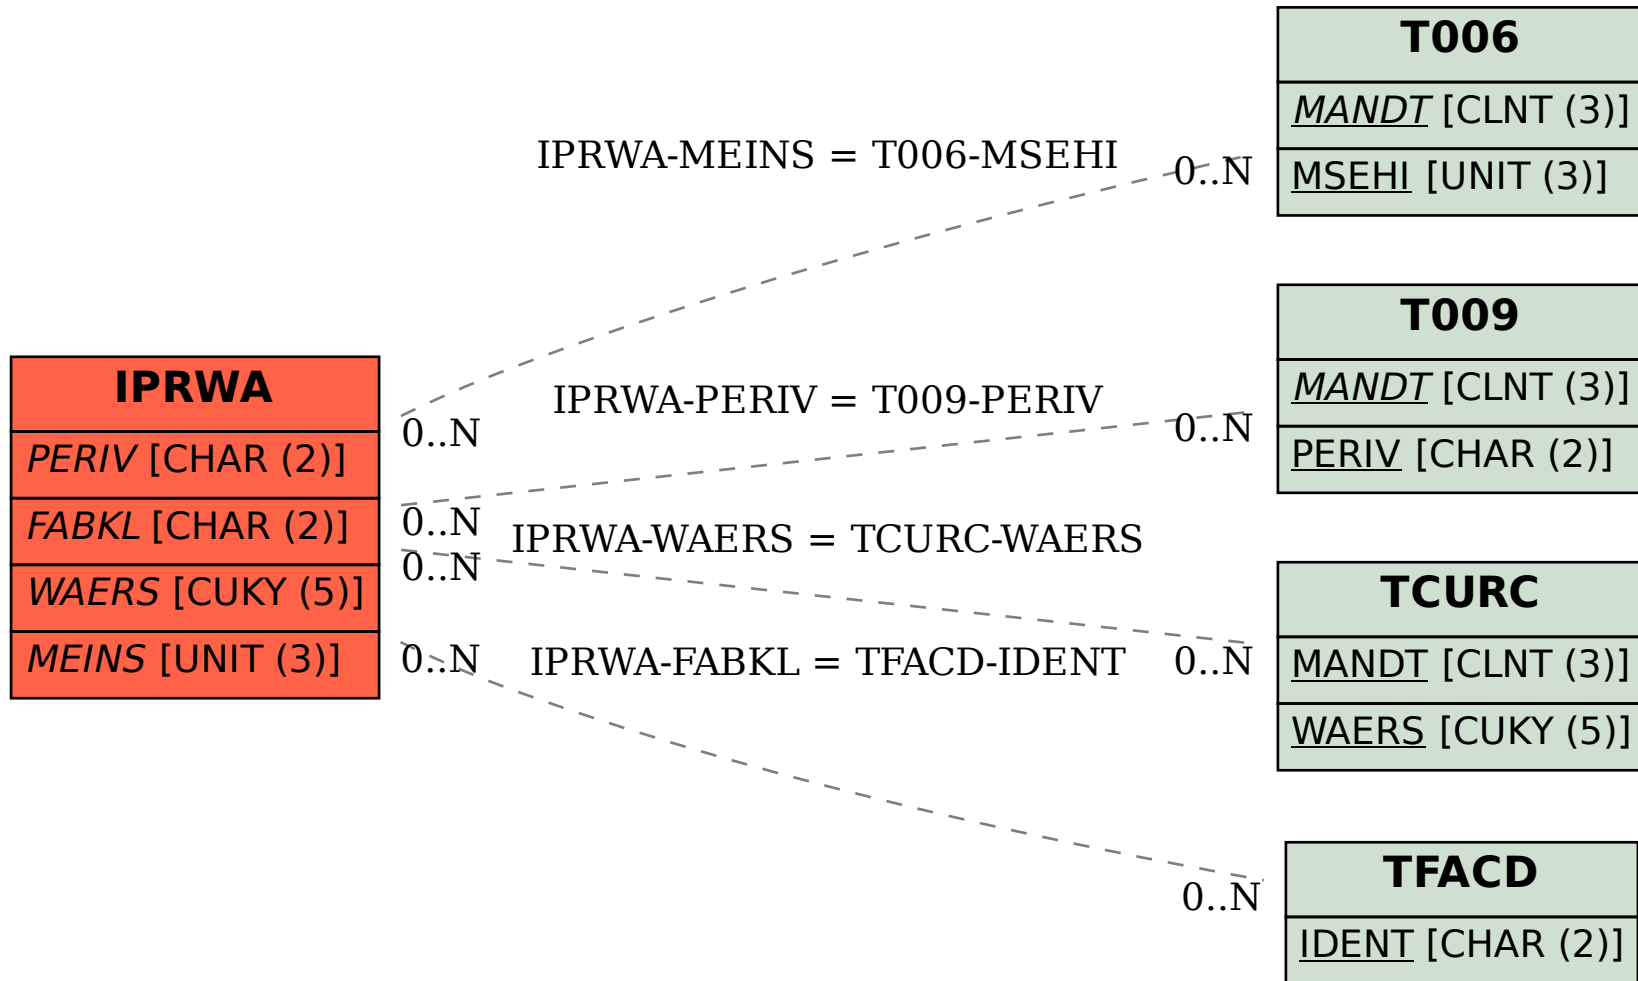 T006
MANDT [CLNT (3)]
MSEHI [UNIT (3)]
IPRWA-MEINS = T006-MSEHI
0..N
T009
MANDT [CLNT (3)]
PERIV [CHAR (2)]
IPRWA-PERIV = T009-PERIV
0..N
0..N
IPRWA
PERIV [CHAR (2)]
FABKL [CHAR (2)]
WAERS [CUKY (5)]
MEINS [UNIT (3)]
0..N
IPRWA-WAERS = TCURC-WAERS
0..N
TCURC
MANDT [CLNT (3)]
WAERS [CUKY (5)]
0..N
IPRWA-FABKL = TFACD-IDENT
0..N
TFACD
IDENT [CHAR (2)]
0..N